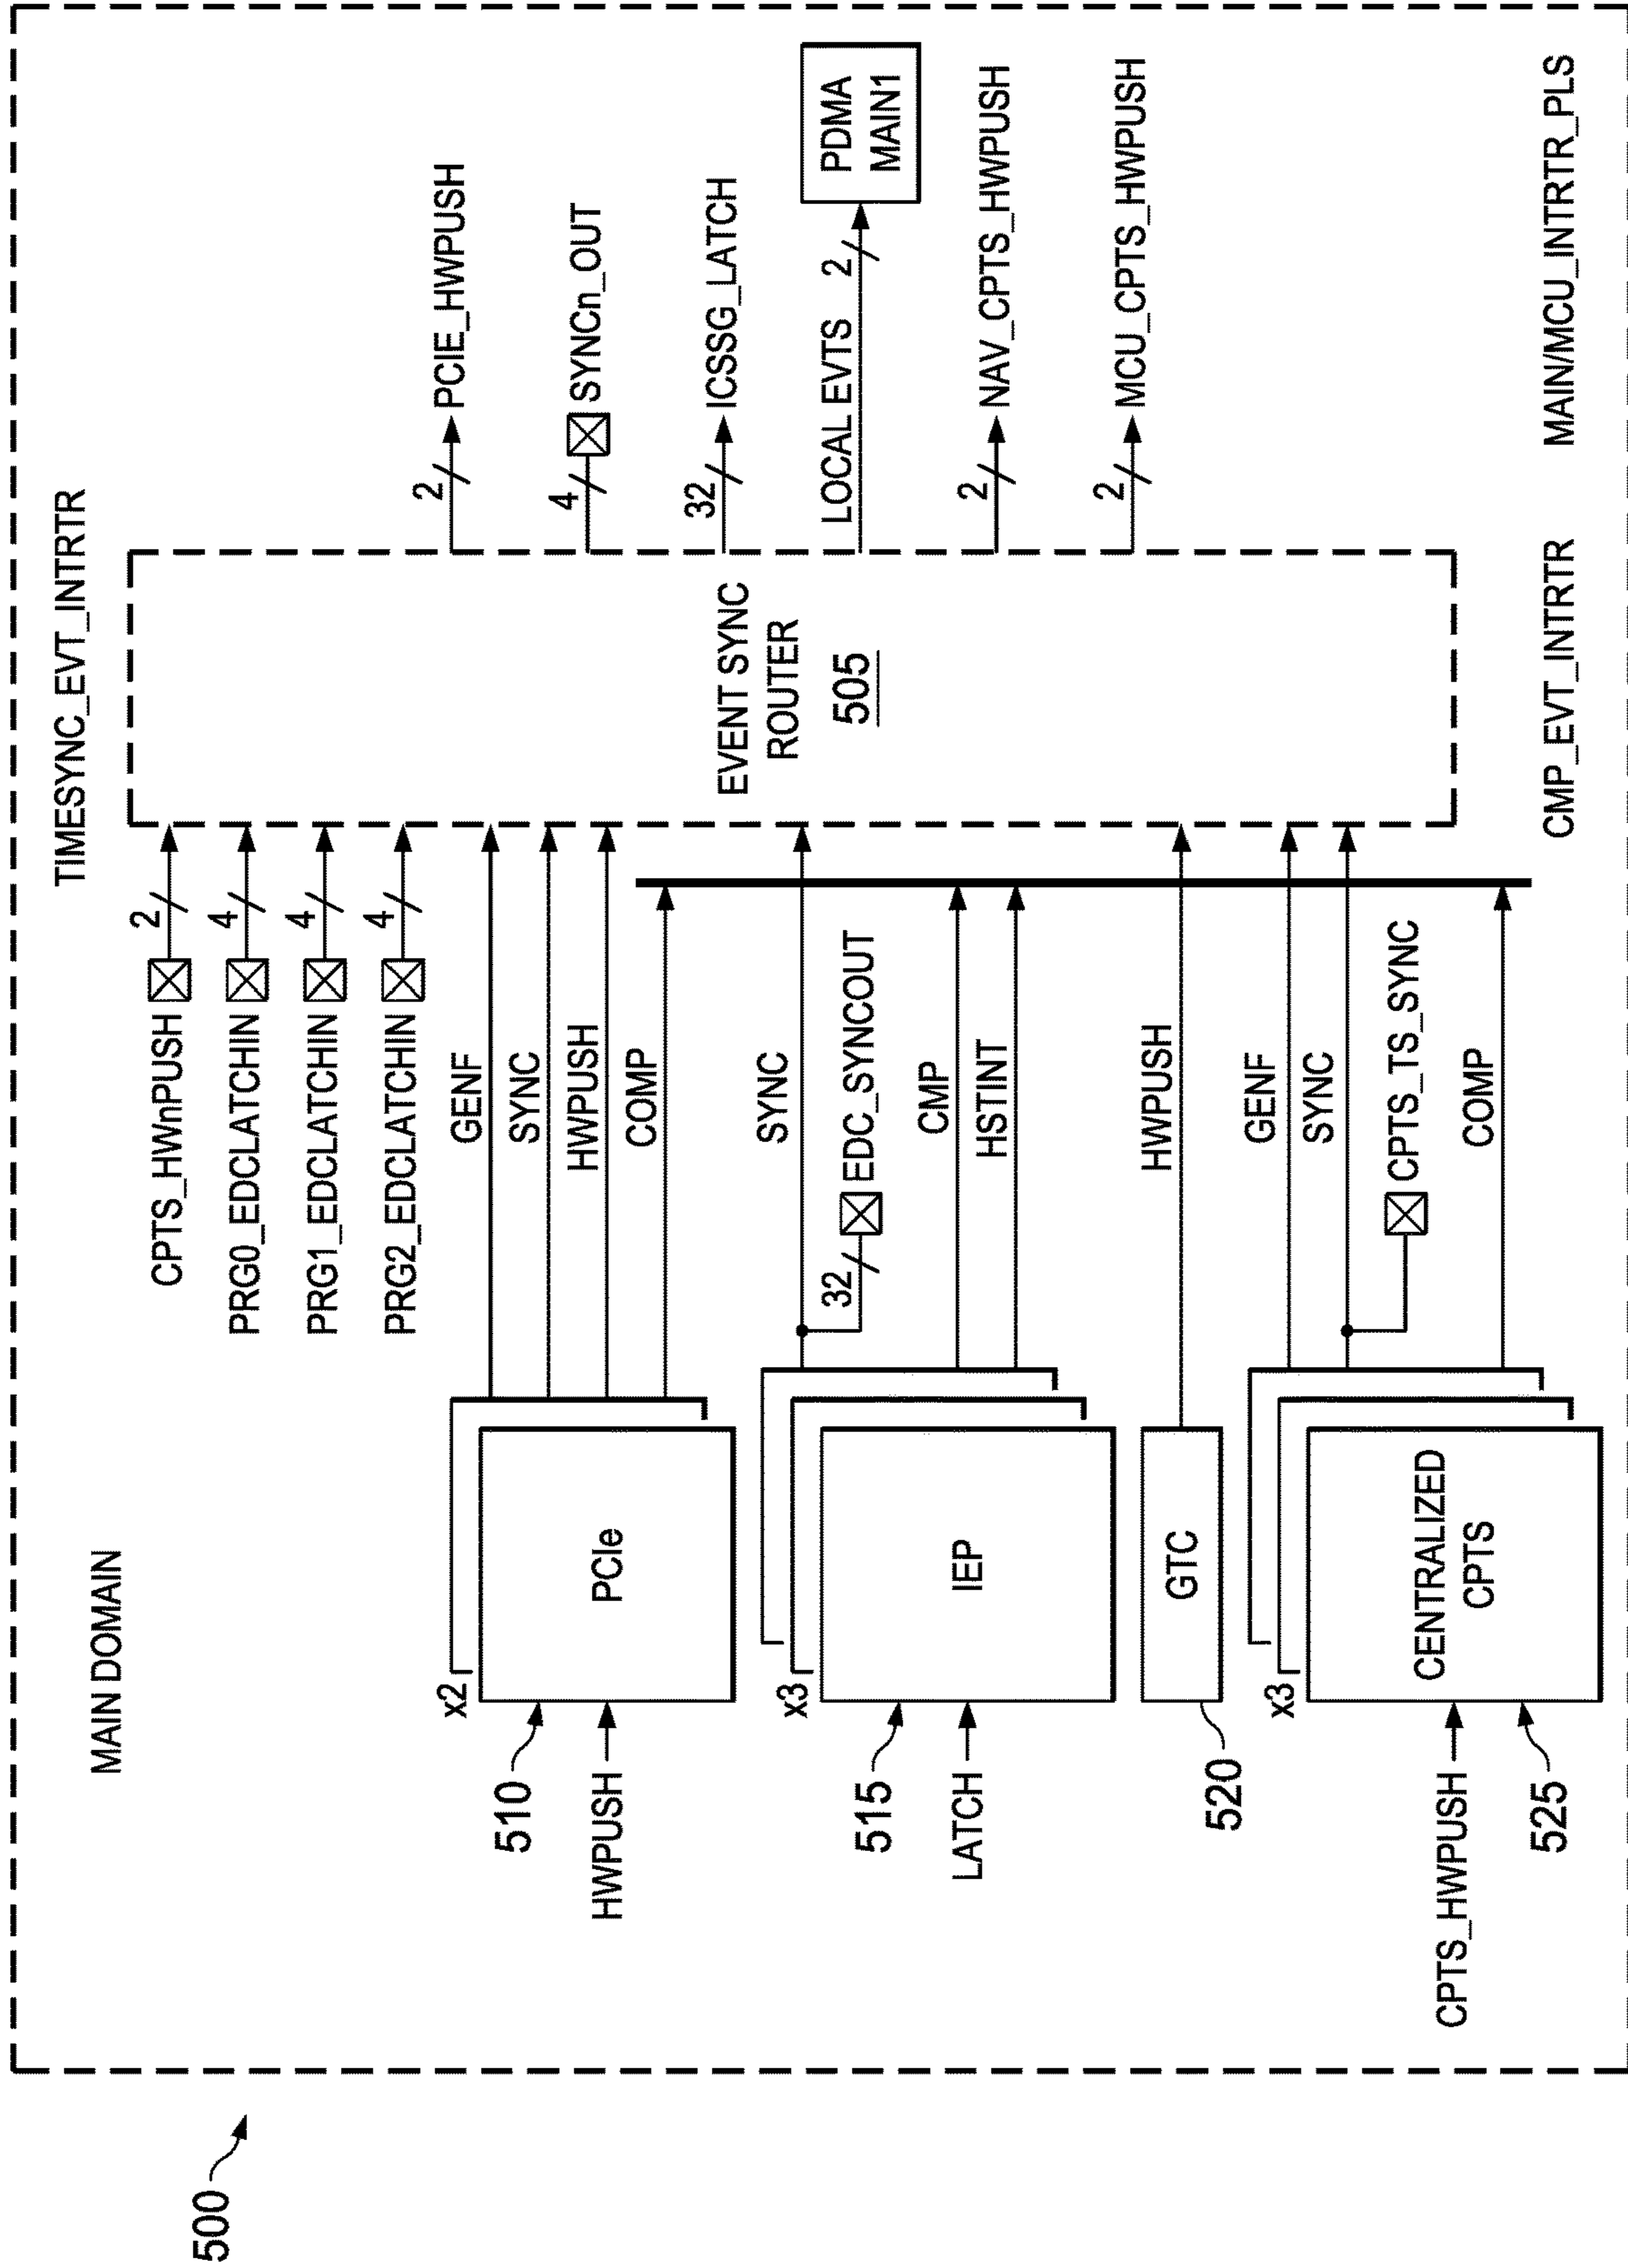 500
MAIN DOMAIN
TIMESYNC_EVT_INTRTR
CPTS_HWnPUSH
2
PRG0_EDCLATCHIN
4
PRG1_EDCLATCHIN
4
PRG2_EDCLATCHIN
4
x2
PCIe
510
HWPUSH
GENF
SYNC
HWPUSH
COMP
x3
IEP
515
LATCH
SYNC
32
EDC_SYNCOUT
CMP
HSTINT
GTC
520
HWPUSH
x3
CENTRALIZED
CPTS
CPTS_HWPUSH
525
GENF
SYNC
CPTS_TS_SYNC
COMP
EVENT SYNC
ROUTER
505
2
PCIE_HWPUSH
4
SYNCn_OUT
32
ICSSG_LATCH
LOCAL EVTS
2
PDMA
MAIN1
2
NAV_CPTS_HWPUSH
2
MCU_CPTS_HWPUSH
CMP_EVT_INTRTR
MAIN/MCU_INTRTR_PLS